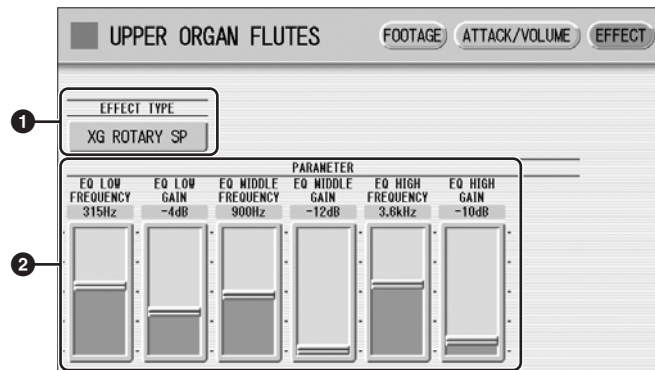 UPPER ORGAN FLUTES
FOOTAGE ATTACK/VOLUME EFFECT
1
EFFECT TYPE
XG ROTARY SP
2
PARAMETER
EQ LOW FREQUENCY
EQ LOW GAIN
EQ MIDDLE FREQUENCY
EQ MIDDLE GAIN
EQ HIGH FREQUENCY
EQ HIGH GAIN
315Hz -4dB 900Hz -12dB 3.6kHz -10dB